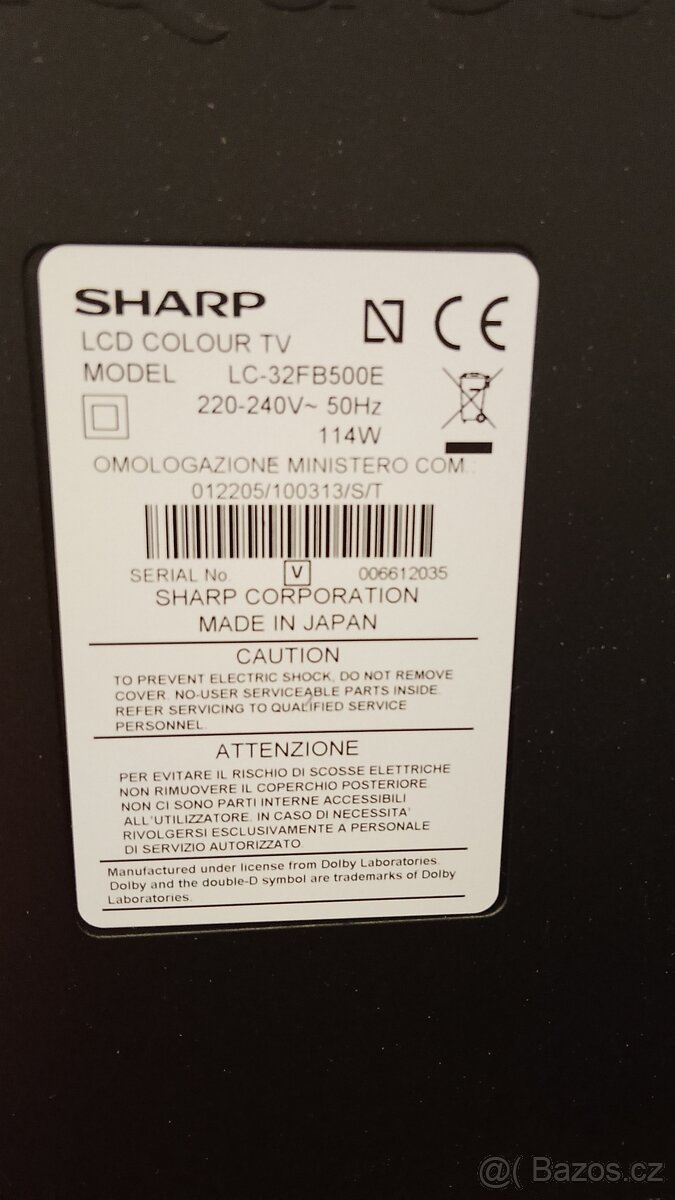 SHARP
LCD COLOUR TV
MODEL LC-32FB500E
220-240V~ 50Hz
114W
OMOLOGAZIONE MINISTERO COM.:
012205/100313/S/T
SERIAL No V 006612035
SHARP CORPORATION
MADE IN JAPAN
CAUTION
TO PREVENT ELECTRIC SHOCK, DO NOT REMOVE
COVER. NO-USER SERVICEABLE PARTS INSIDE.
REFER SERVICING TO QUALIFIED SERVICE
PERSONNEL.
ATTENZIONE
PER EVITARE IL RISCHIO DI SCOSSE ELETTRICHE
NON RIMUOVERE IL COPERCHIO POSTERIORE
NON CI SONO PARTI INTERNE ACCESSIBILI
ALL'UTILIZZATORE. IN CASO DI NECESSITA'
RIVOLGERSI ESCLUSIVAMENTE A PERSONALE
DI SERVIZIO AUTORIZZATO
Manufactured under license from Dolby Laboratories.
Dolby and the double-D symbol are trademarks of Dolby
Laboratories.
@( Bazos.cz